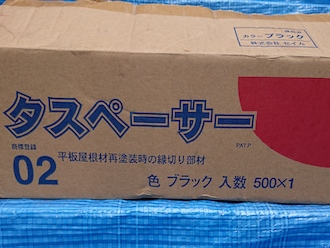 カラー ブラック
株式会社 セイム
タスペーサー
PAT.P
商標登録
02
平板屋根材再塗装時の縁切り部材
色 ブラック 入数 500×1